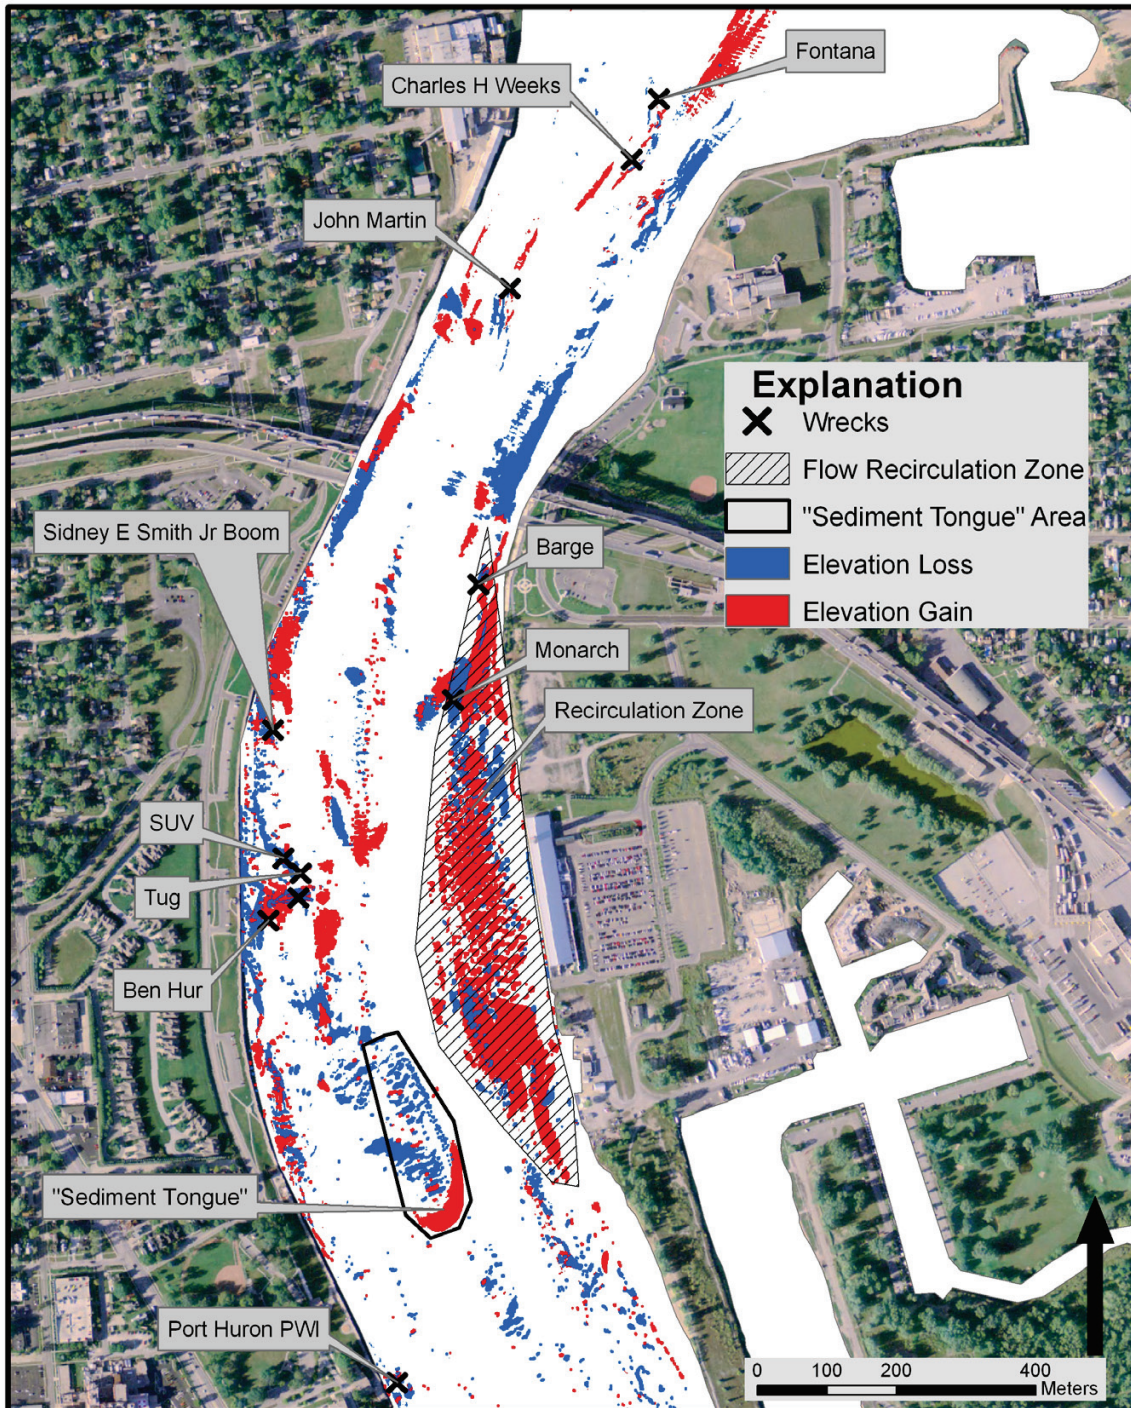 Fontana
Charles H Weeks
John Martin
Explanation
Wrecks
Flow Recirculation Zone
"Sediment Tongue" Area
Elevation Loss
Elevation Gain
Sidney E Smith Jr Boom
Barge
Monarch
Recirculation Zone
SUV
Tug
Ben Hur
"Sediment Tongue"
Port Huron PWI
0 100 200 400
Meters